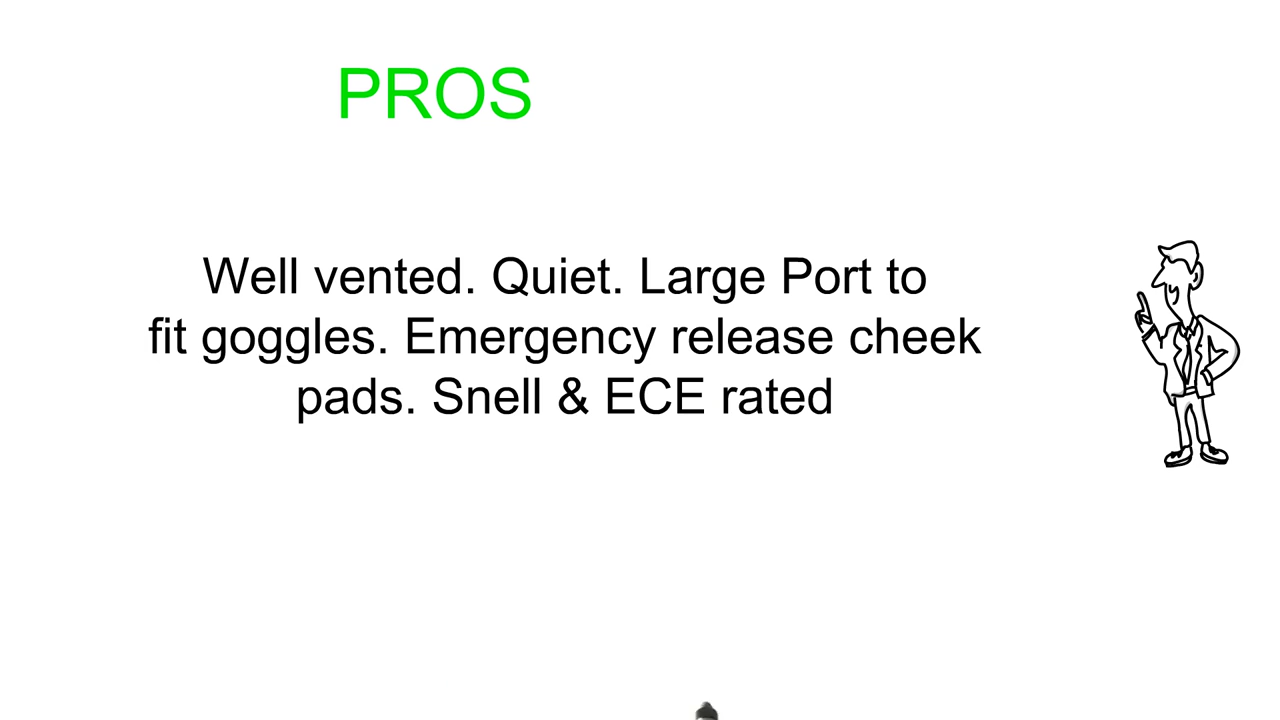 PROS
Well vented. Quiet. Large Port to
fit goggles. Emergency release cheek
pads. Snell & ECE rated